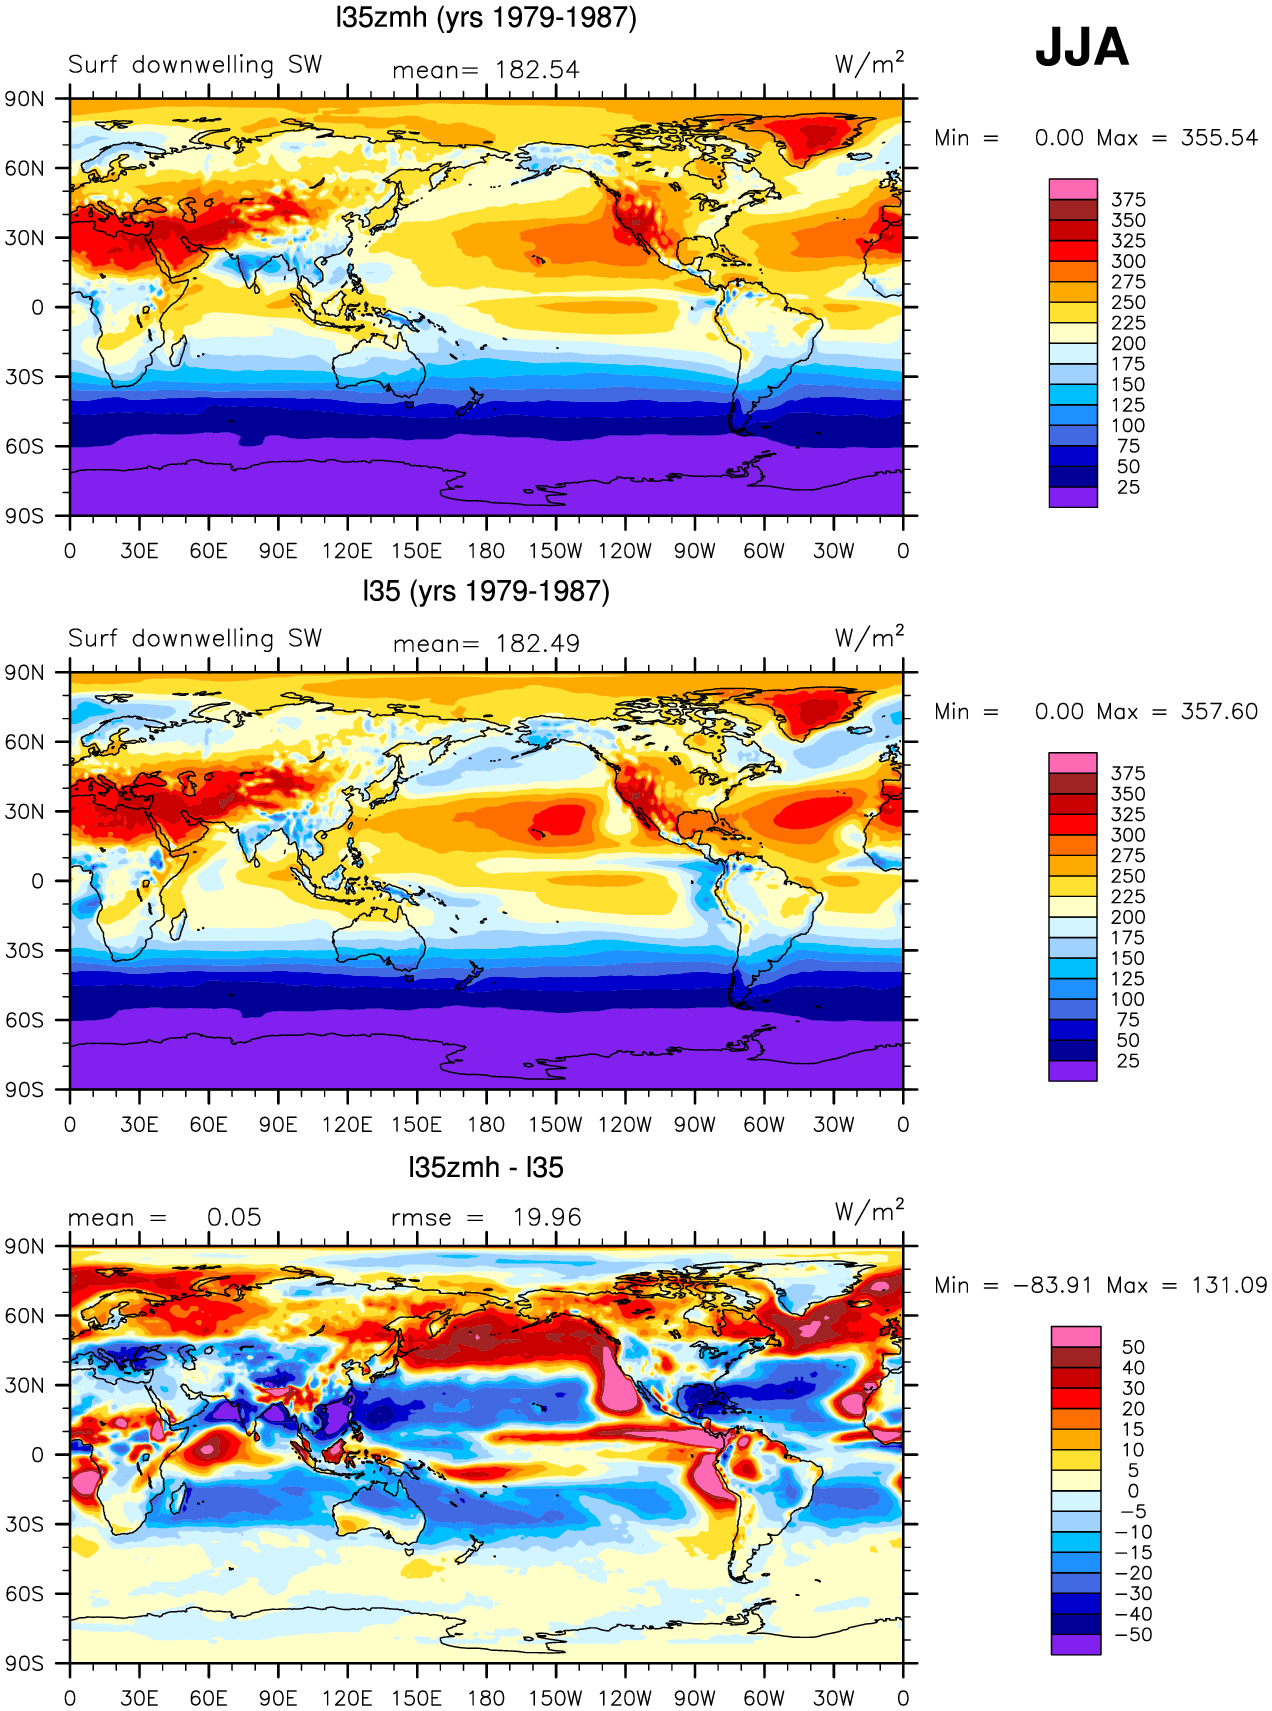 l35zmh (yrs 1979-1987)
JJA
Surf downwelling SW mean= 182.54 W/m²
Min = 0.00 Max = 355.54
90N
60N
30N
0
30S
60S
90S
0 30E 60E 90E 120E 150E 180 150W 120W 90W 60W 30W 0
375
350
325
300
275
250
225
200
175
150
125
100
75
50
25
l35 (yrs 1979-1987)
Surf downwelling SW mean= 182.49 W/m²
Min = 0.00 Max = 357.60
90N
60N
30N
0
30S
60S
90S
0 30E 60E 90E 120E 150E 180 150W 120W 90W 60W 30W 0
375
350
325
300
275
250
225
200
175
150
125
100
75
50
25
l35zmh - l35
mean = 0.05 rmse = 19.96 W/m²
Min = −83.91 Max = 131.09
90N
60N
30N
0
30S
60S
90S
0 30E 60E 90E 120E 150E 180 150W 120W 90W 60W 30W 0
50
40
30
20
15
10
5
0
−5
−10
−15
−20
−30
−40
−50